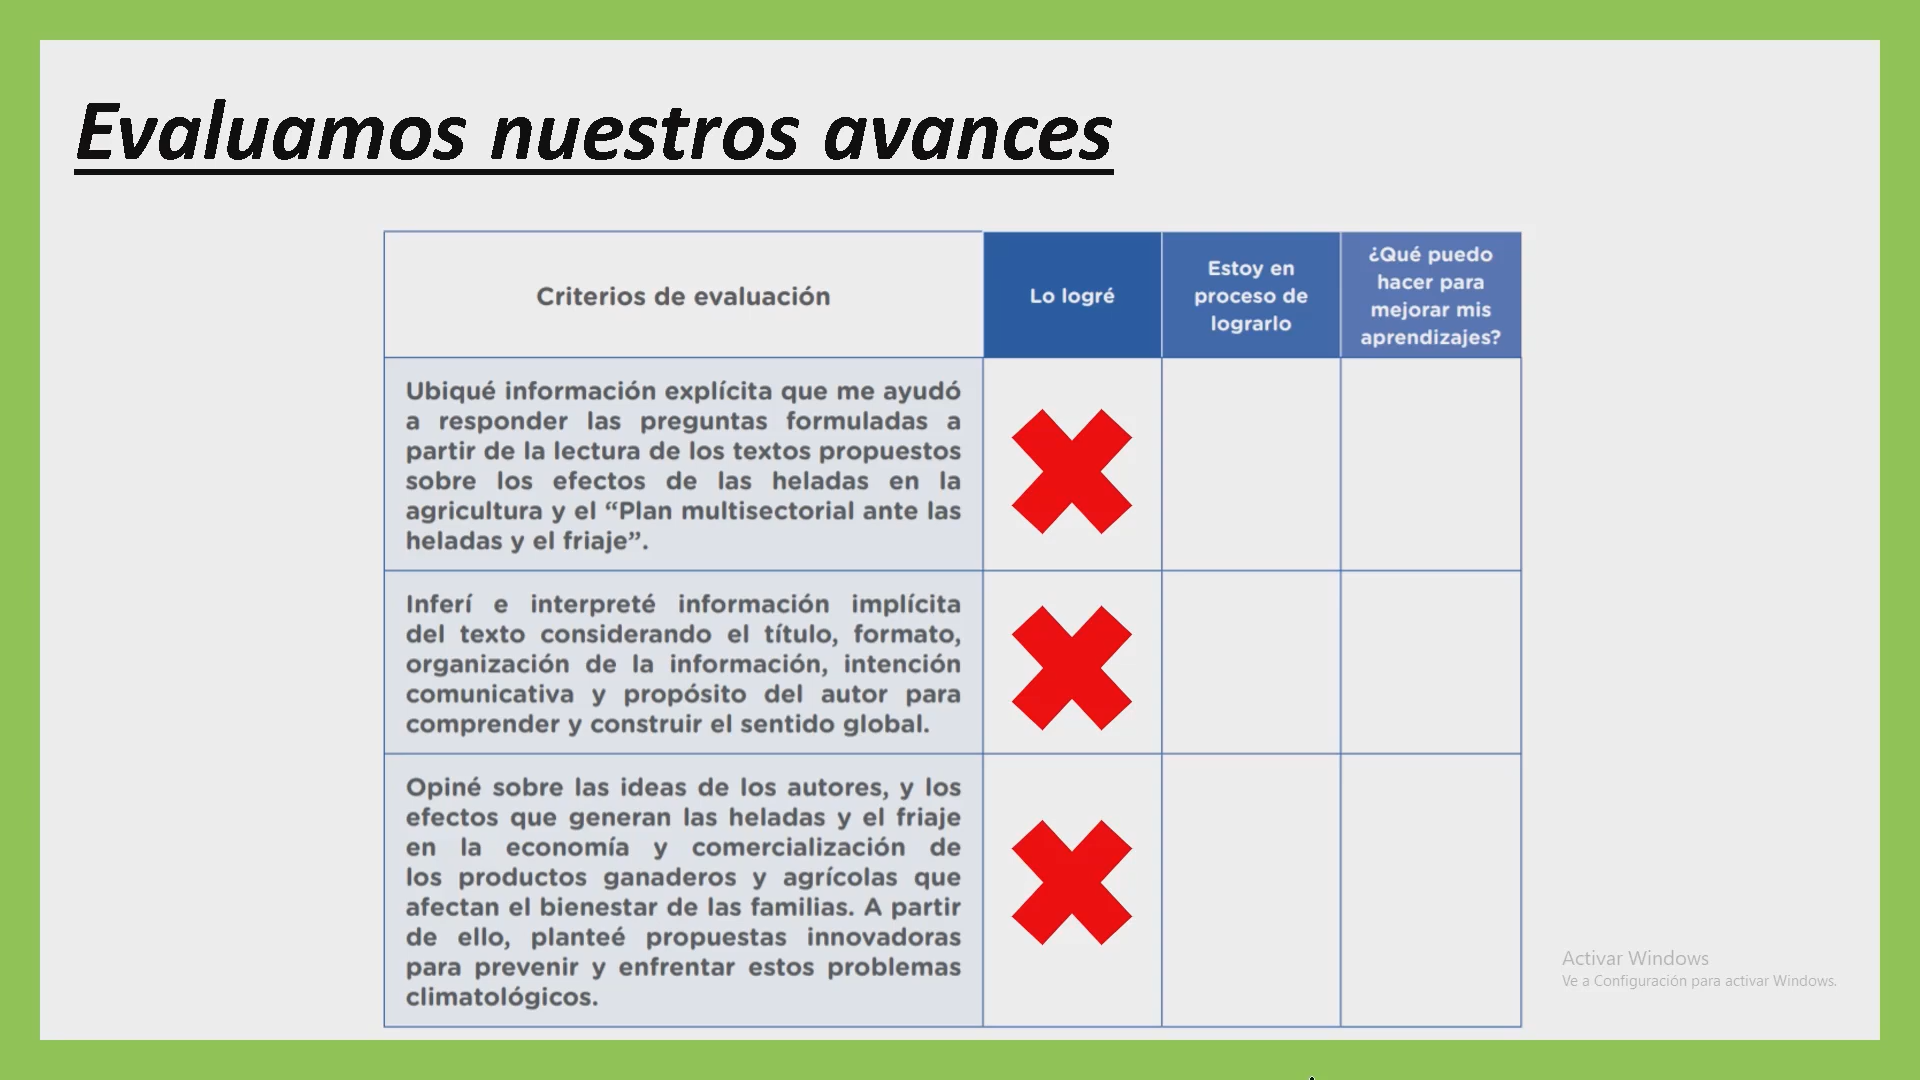 Evaluamos nuestros avances
Criterios de evaluación
Lo logré
Estoy en
proceso de
lograrlo
¿Qué puedo
hacer para
mejorar mis
aprendizajes?
Ubiqué información explícita que me ayudó
a responder las preguntas formuladas a
partir de la lectura de los textos propuestos
sobre los efectos de las heladas en la
agricultura y el “Plan multisectorial ante las
heladas y el friaje”.
Inferí e interpreté información implícita
del texto considerando el título, formato,
organización de la información, intención
comunicativa y propósito del autor para
comprender y construir el sentido global.
Opiné sobre las ideas de los autores, y los
efectos que generan las heladas y el friaje
en la economía y comercialización de
los productos ganaderos y agrícolas que
afectan el bienestar de las familias. A partir
de ello, planteé propuestas innovadoras
para prevenir y enfrentar estos problemas
climatológicos.
Activar Windows
Ve a Configuración para activar Windows.